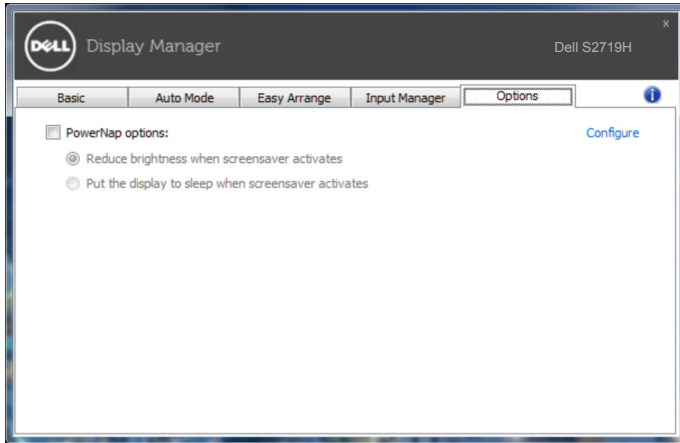 x
DELL Display Manager Dell S2719H
Basic Auto Mode Easy Arrange Input Manager Options i
PowerNap options: Configure
Reduce brightness when screensaver activates
Put the display to sleep when screensaver activates